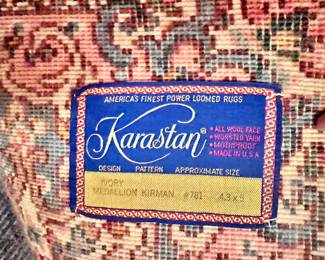 AMERICA'S FINEST POWER LOOMED RUGS
Karastan®
• ALL WOOL FACE
• WORSTED YARN
• MOTHPROOF
• MADE IN U.S.A.
DESIGN PATTERN APPROXIMATE SIZE
IVORY
MEDALLION KIRMAN #781 4.3 x 5